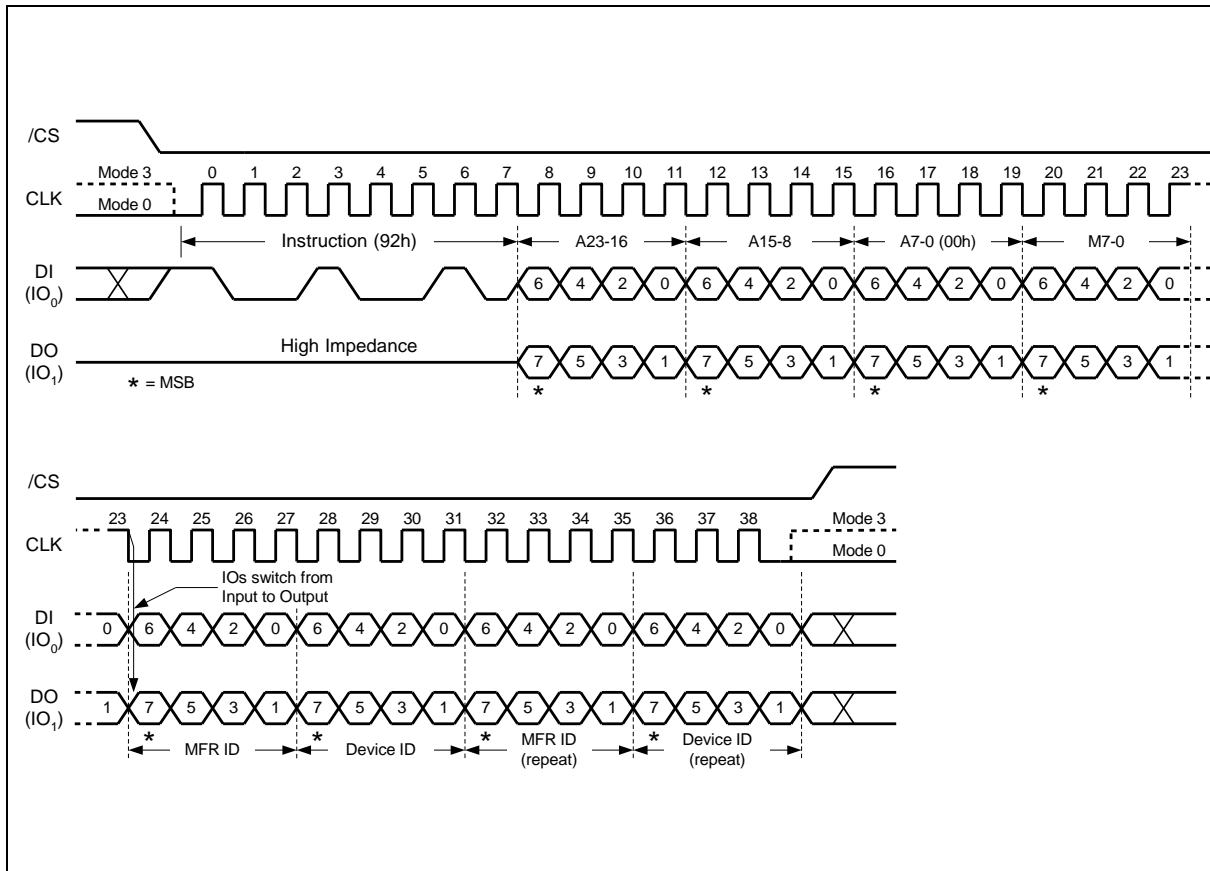 /CS
Mode 3
0 1 2 3 4 5 6 7 8 9 10 11 12 13 14 15 16 17 18 19 20 21 22 23
CLK
Mode 0
Instruction (92h) A23-16 A15-8 A7-0 (00h) M7-0
DI
(IO0)
6 4 2 0 6 4 2 0 6 4 2 0 6 4 2 0
High Impedance
DO
(IO1)
7 5 3 1 7 5 3 1 7 5 3 1 7 5 3 1
* = MSB
* * * *
/CS
23 24 25 26 27 28 29 30 31 32 33 34 35 36 37 38
Mode 3
CLK
Mode 0
IOs switch from
Input to Output
DI
(IO0)
0 6 4 2 0 6 4 2 0 6 4 2 0 6 4 2 0
DO
(IO1)
1 7 5 3 1 7 5 3 1 7 5 3 1 7 5 3 1
* * * *
MFR ID Device ID MFR ID
(repeat)
Device ID
(repeat)